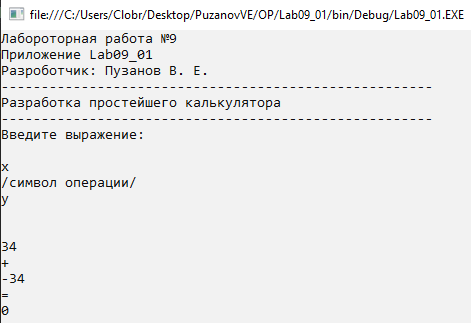 file:///C:/Users/Clobr/Desktop/PuzanovVE/OP/Lab09_01/bin/Debug/Lab09_01.EXE
Лабороторная работа №9
Приложение Lab09_01
Разроботчик: Пузанов В. Е.
------------------------------------------------------
Разработка простейшего калькулятора
------------------------------------------------------
Введите выражение:
x
/символ операции/
y
34
+
-34
=
0